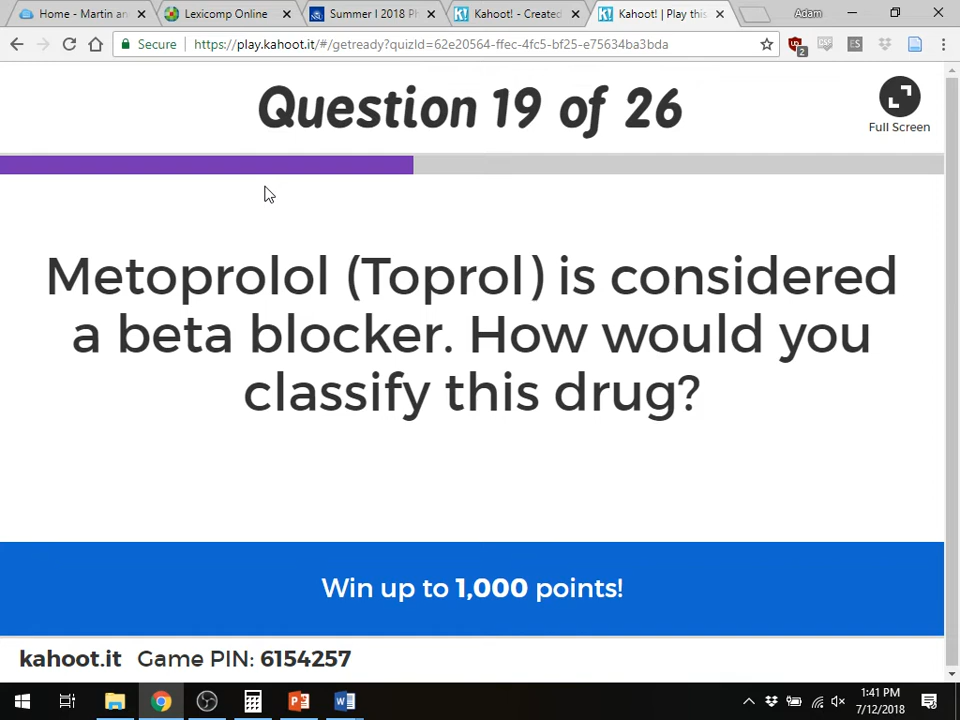 Home - Martin an
Lexicomp Online
Summer I 2018 Ph
Kahoot! - Created
Kahoot! | Play this
Adam
Secure
https://play.kahoot.it/#/getready?quizId=62e20564-ffec-4fc5-bf25-e75634ba3bda
2
ES
Question 19 of 26
Full Screen
Metoprolol (Toprol) is considered
a beta blocker. How would you
classify this drug?
Win up to 1,000 points!
kahoot.it Game PIN: 6154257
1:41 PM
7/12/2018